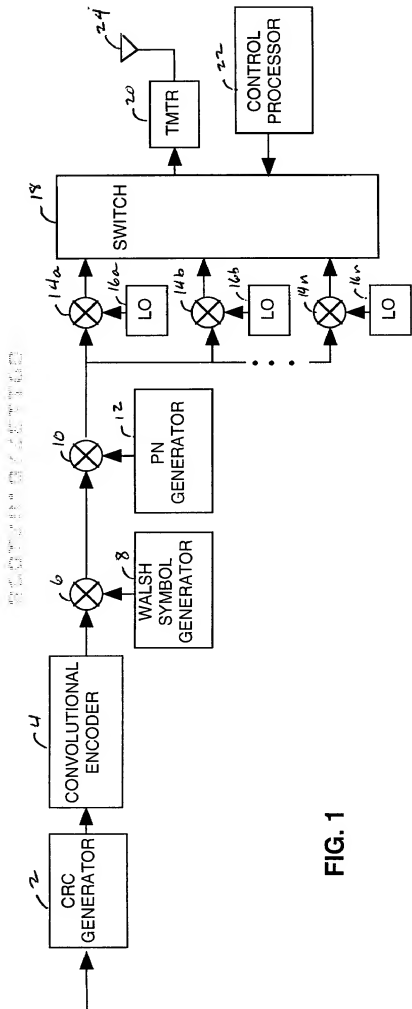 2
CRC
GENERATOR
4
CONVOLUTIONAL
ENCODER
6
8
WALSH
SYMBOL
GENERATOR
10
12
PN
GENERATOR
14a
16a
LO
14b
16b
LO
14n
16n
LO
18
SWITCH
20
TMTR
24
22
CONTROL
PROCESSOR
FIG. 1